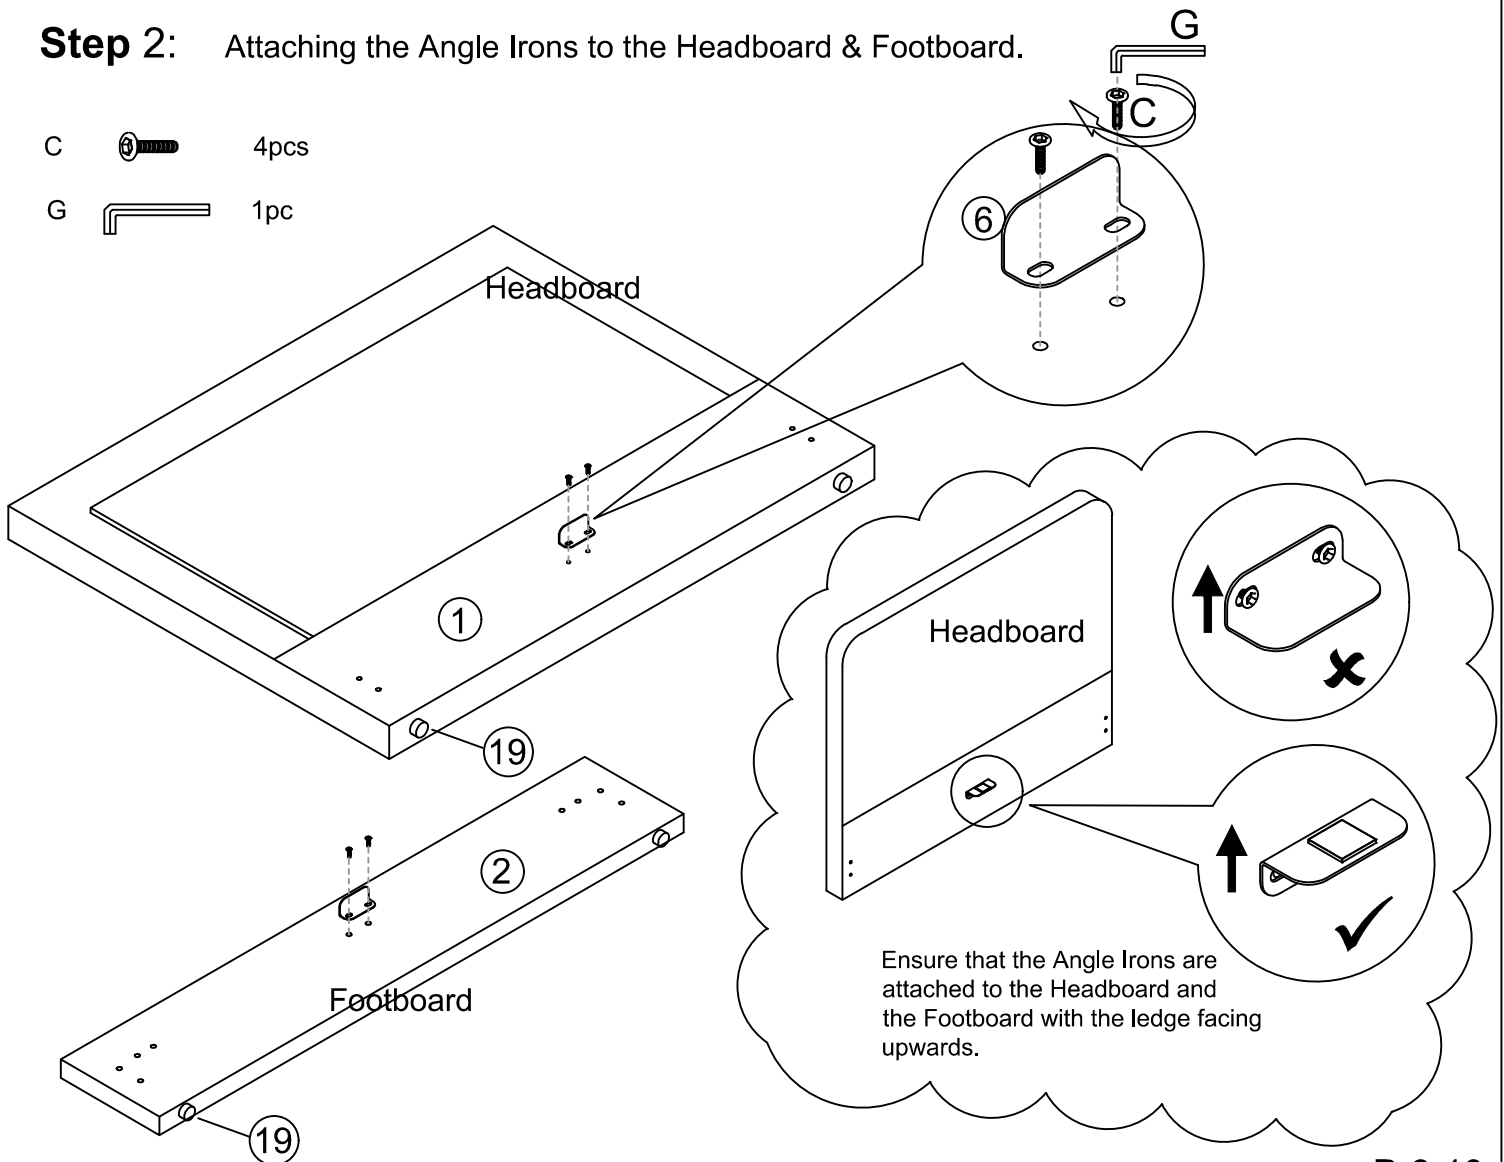 Step 2: Attaching the Angle Irons to the Headboard & Footboard.
G
C
C 4pcs
G 1pc
6
Headboard
1
19
Headboard
2
Footboard
19
Ensure that the Angle Irons are
attached to the Headboard and
the Footboard with the ledge facing
upwards.